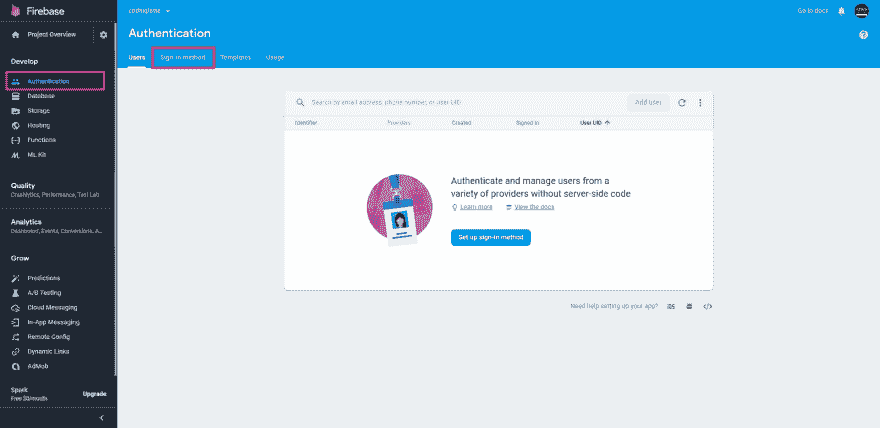 Firebase
Project Overview
Develop
Authentication
Database
Storage
Hosting
Functions
ML Kit
Quality
Crashlytics, Performance, Test Lab
Analytics
Dashboard, Events, Conversions, A...
Grow
Predictions
A/B Testing
Cloud Messaging
In-App Messaging
Remote Config
Dynamic Links
AdMob
Spark
Free $0/month
Upgrade
Go to docs
Authentication
Users
Sign-in method
Templates
Usage
Search by email address, phone number, or user UID
Add user
Identifier
Providers
Created
Signed In
User UID
Authenticate and manage users from a
variety of providers without server-side code
Learn more
View the docs
Set up sign-in method
Need help setting up your app?
iOS